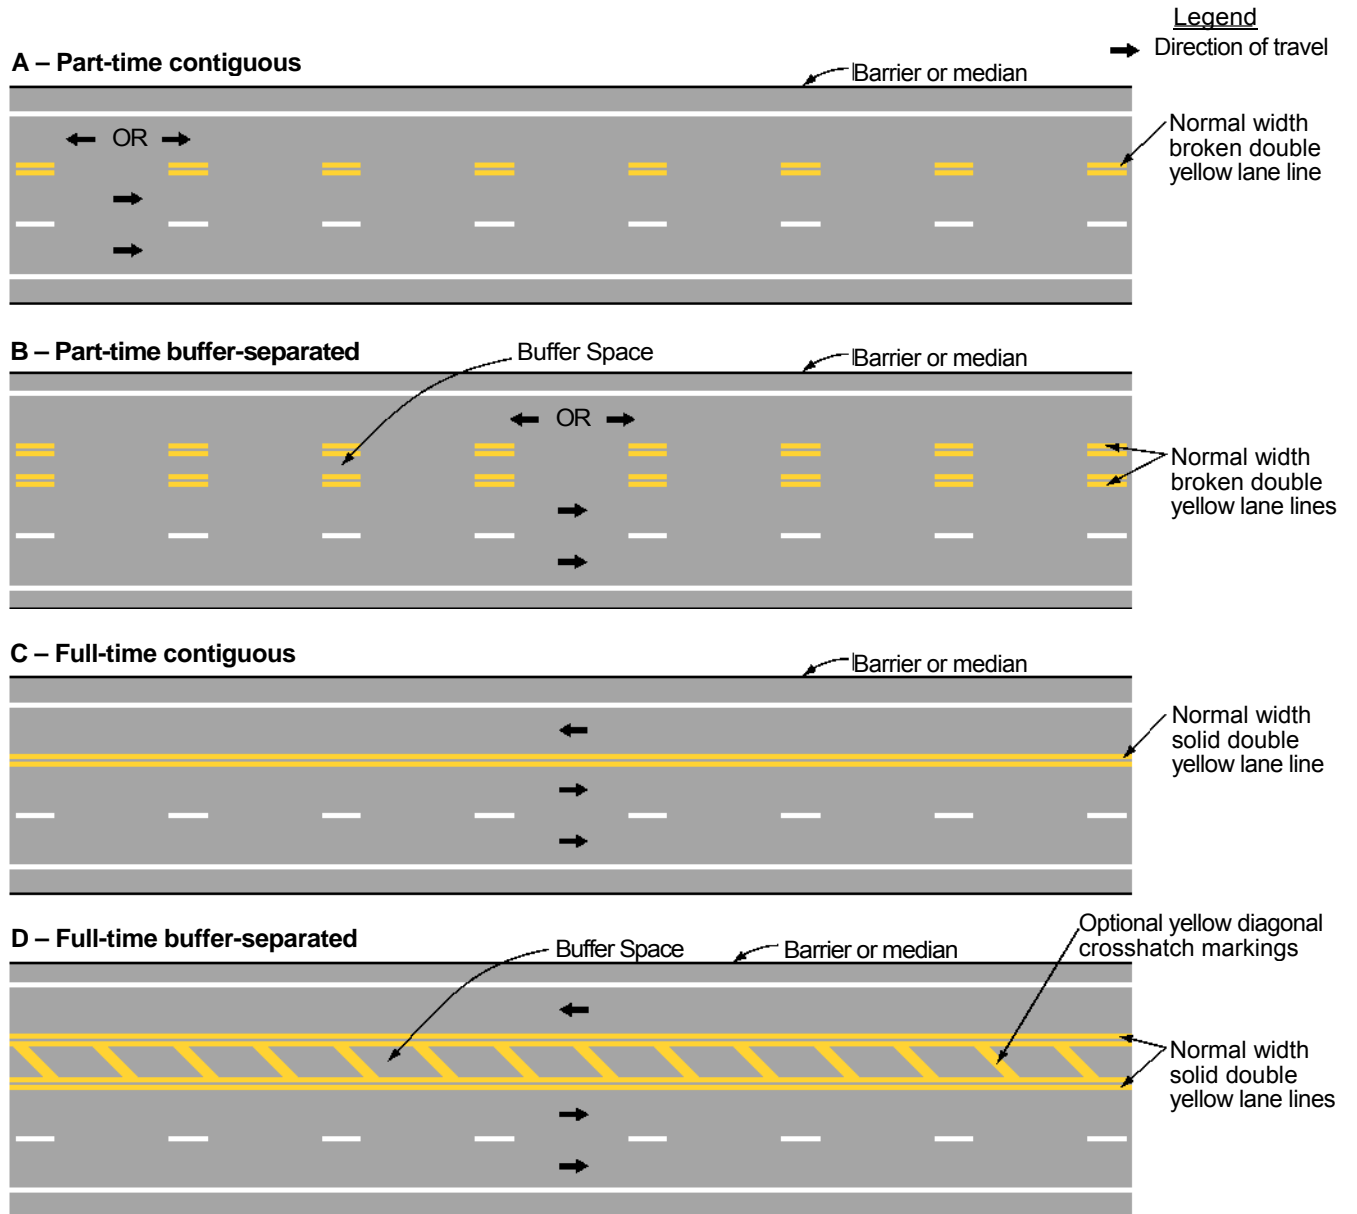 Legend
Direction of travel
A – Part-time contiguous
Barrier or median
OR
Normal width
broken double
yellow lane line
B – Part-time buffer-separated
Buffer Space
Barrier or median
OR
Normal width
broken double
yellow lane lines
C – Full-time contiguous
Barrier or median
Normal width
solid double
yellow lane line
D – Full-time buffer-separated
Buffer Space
Barrier or median
Optional yellow diagonal
crosshatch markings
Normal width
solid double
yellow lane lines